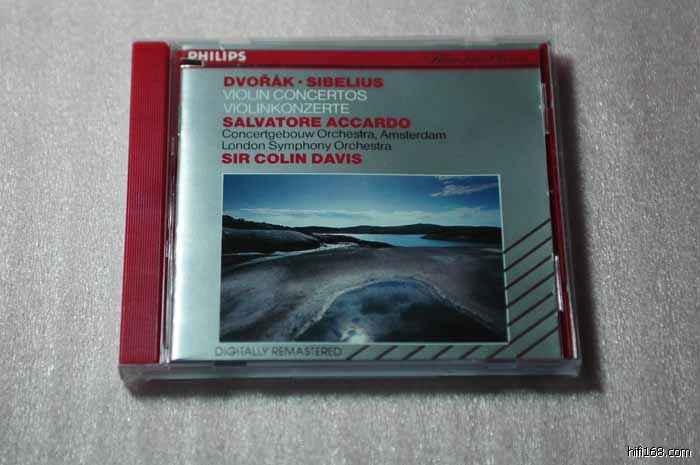 PHILIPS
DVOŘÁK · SIBELIUS
VIOLIN CONCERTOS
VIOLINKONZERTE
SALVATORE ACCARDO
Concertgebouw Orchestra, Amsterdam
London Symphony Orchestra
SIR COLIN DAVIS
DIGITALLY REMASTERED
hifi168.com